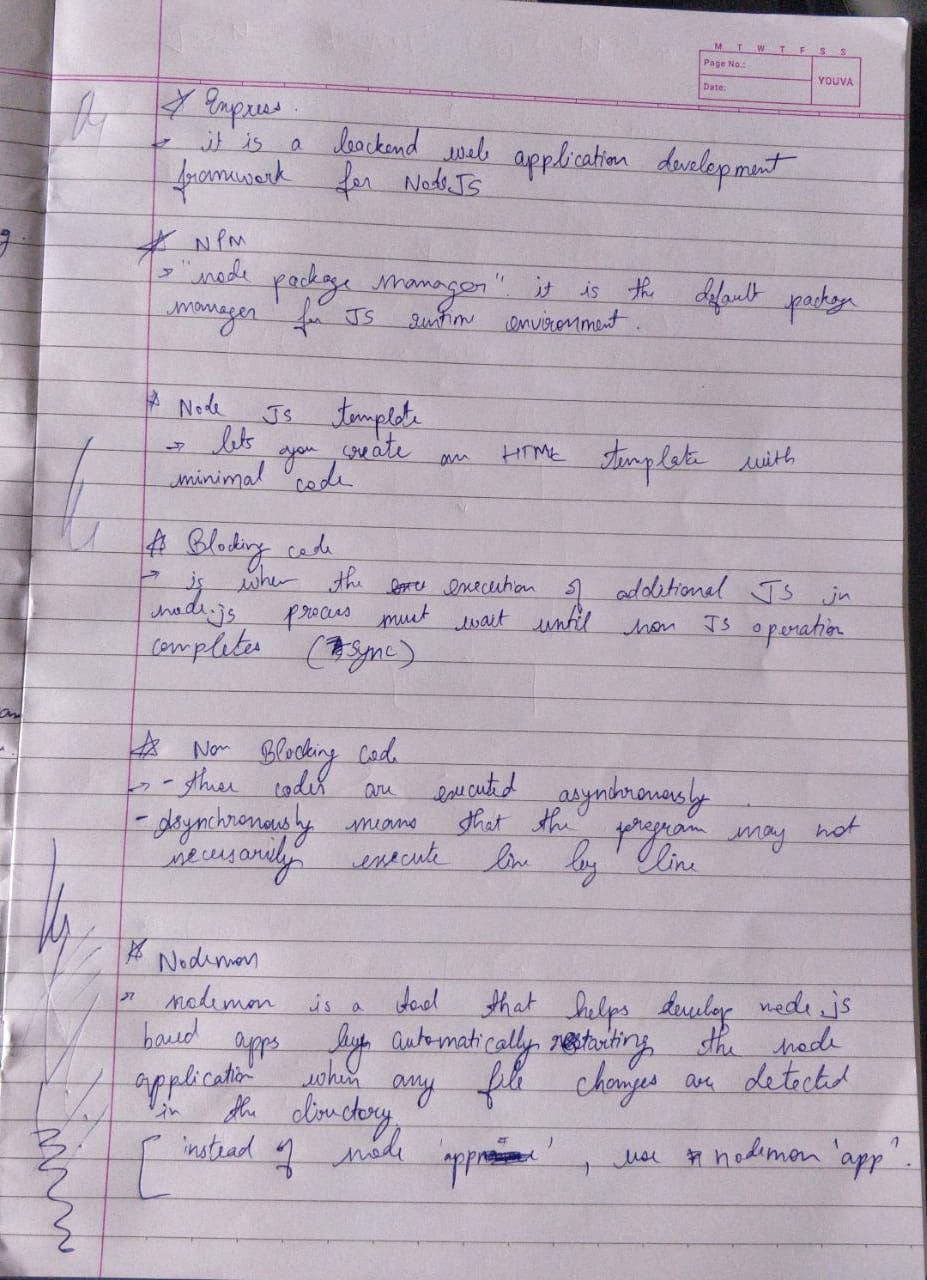 M T W T F S S
Page No.:
YOUVA
Date:
Express.
→ it is a backend web application development
framework for NodeJS
NPM
→ "node package manager". it is the default package
manager for JS runtime environment.
Node JS template
→ lets you create an HTML template with
minimal code
Blocking code
→ is when the execution of additional JS in
node.js process must wait until non JS operation
completes (sync)
Non Blocking code
→ - these codes are executed asynchronously.
- Asynchronously means that the program may not
necessarily execute line by line
Nodemon
→ nodemon is a tool that helps develop node.js
based apps by automatically restarting the node
application when any file changes are detected
in the directory
[ instead of node 'app', use nodemon 'app'.